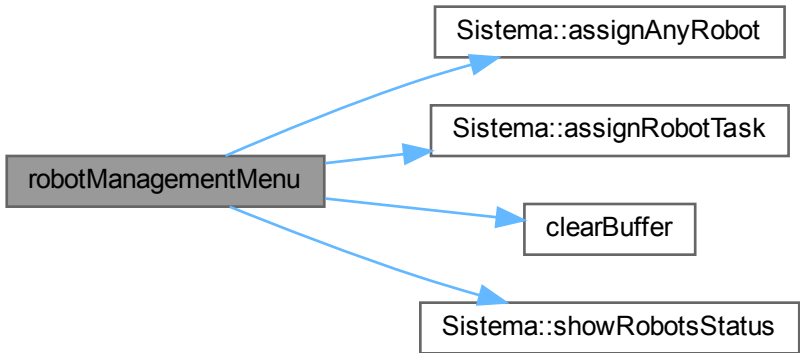 Sistema::assignAnyRobot
Sistema::assignRobotTask
robotManagementMenu
clearBuffer
Sistema::showRobotsStatus